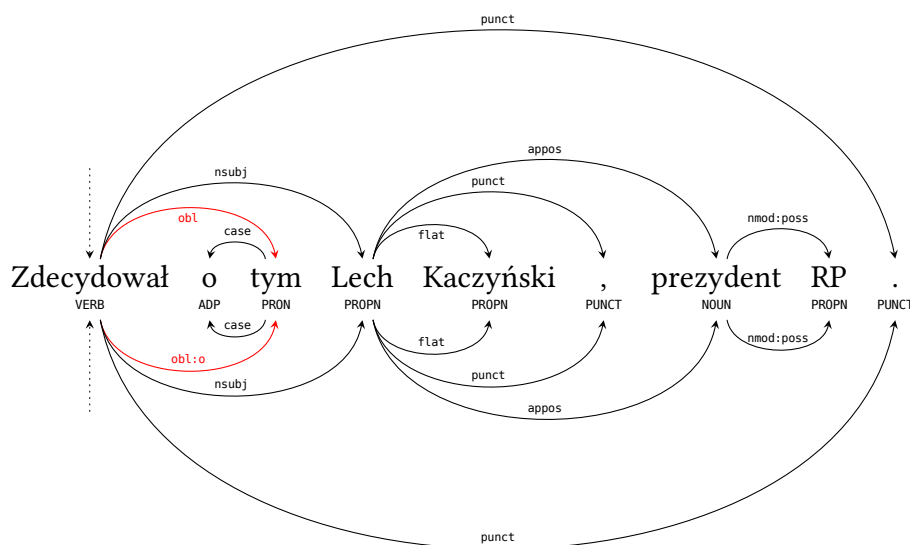 punct
appos
nsubj
punct
obl
nmod:poss
case
flat
Zdecydował o tym Lech Kaczyński , prezydent RP .
VERB ADP PRON PROPN PROPN PUNCT NOUN PROPN PUNCT
case
flat
nmod:poss
obl:o
punct
nsubj
appos
punct